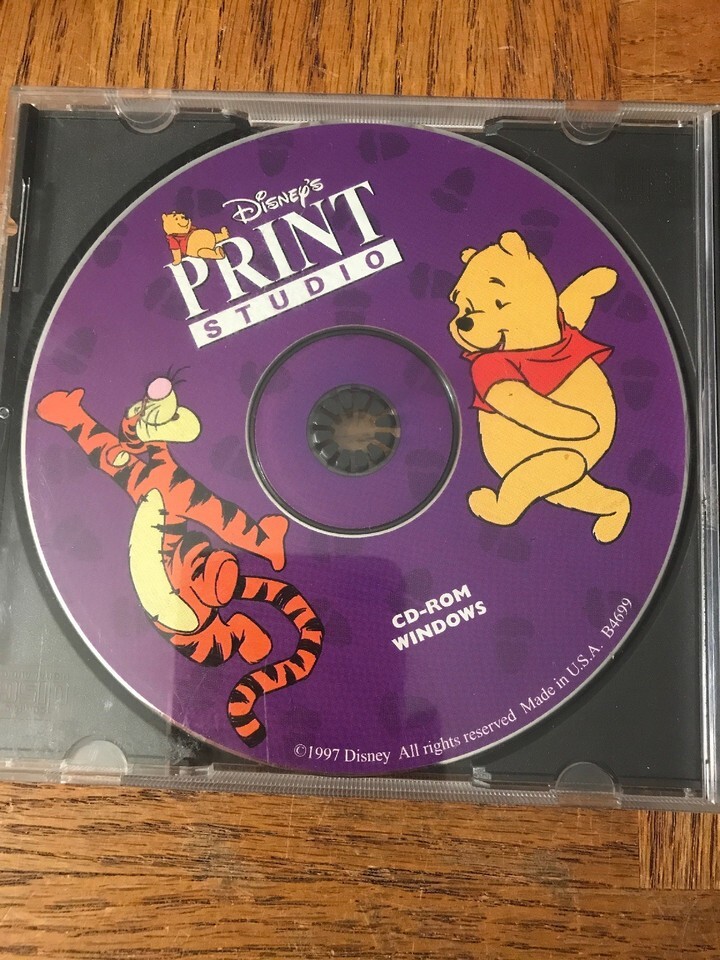 DISNEY'S
PRINT
STUDIO
CD-ROM
WINDOWS
©1997 Disney All rights reserved Made in U.S.A. B4699